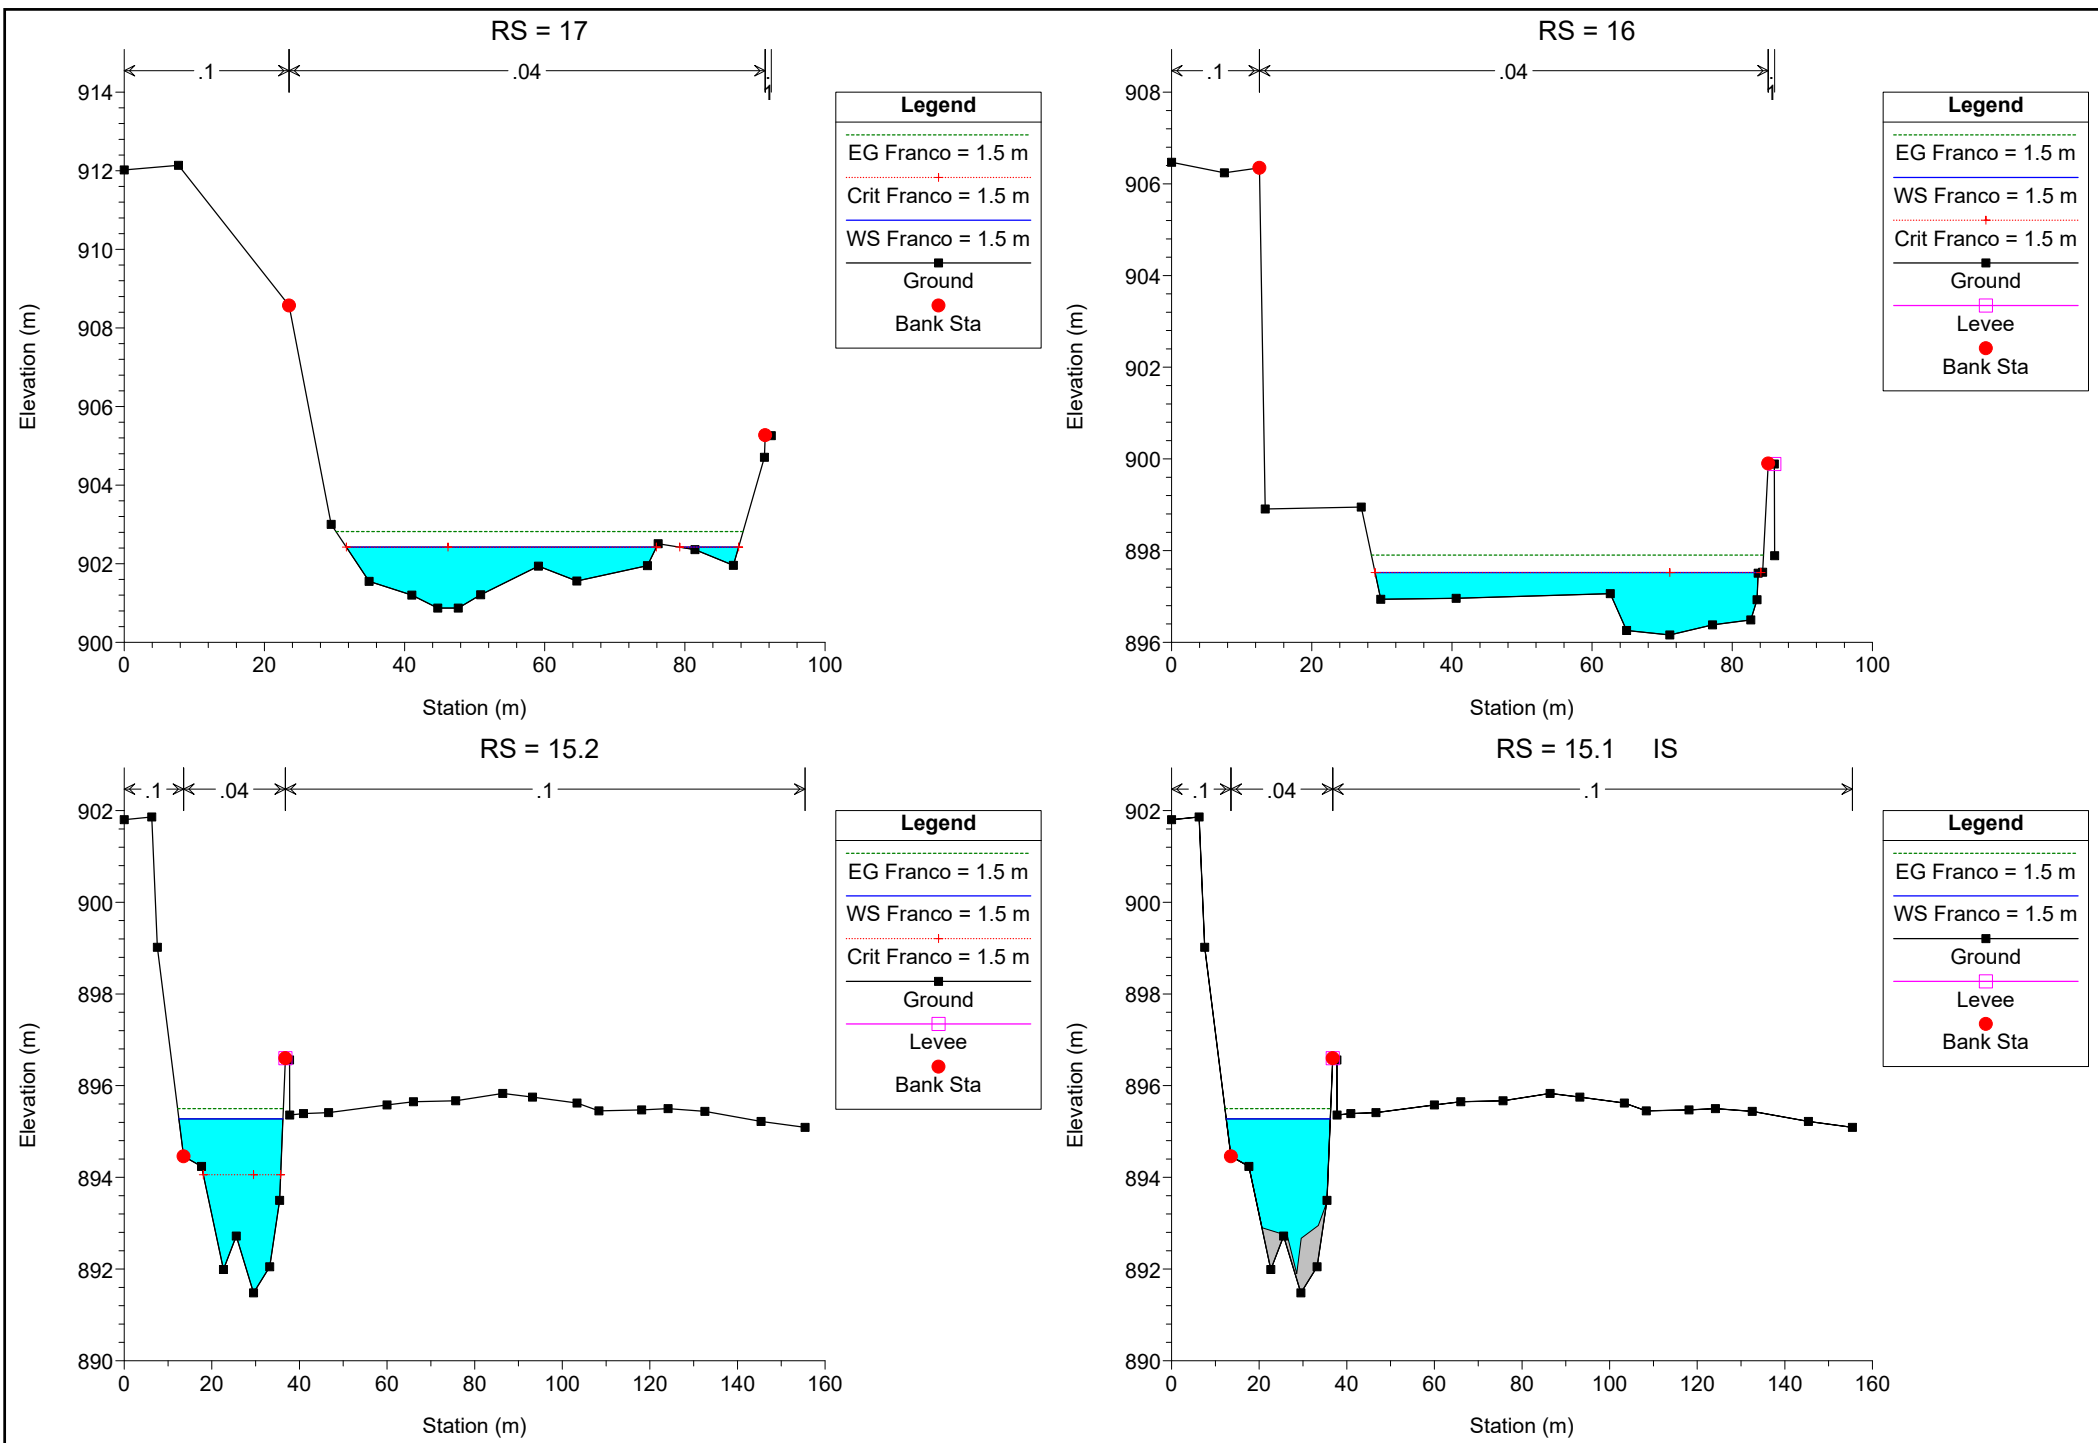 RS = 17
.1
.04
.1
914
912
910
908
906
904
902
900
0
20
40
60
80
100
Elevation (m)
Station (m)
Legend
EG Franco = 1.5 m
Crit Franco = 1.5 m
WS Franco = 1.5 m
Ground
Bank Sta
RS = 16
.1
.04
.1
908
906
904
902
900
898
896
0
20
40
60
80
100
Elevation (m)
Station (m)
Legend
EG Franco = 1.5 m
WS Franco = 1.5 m
Crit Franco = 1.5 m
Ground
Levee
Bank Sta
RS = 15.2
.1
.04
.1
902
900
898
896
894
892
890
0
20
40
60
80
100
120
140
160
Elevation (m)
Station (m)
Legend
EG Franco = 1.5 m
WS Franco = 1.5 m
Crit Franco = 1.5 m
Ground
Levee
Bank Sta
RS = 15.1 IS
.1
.04
.1
902
900
898
896
894
892
890
0
20
40
60
80
100
120
140
160
Elevation (m)
Station (m)
Legend
EG Franco = 1.5 m
WS Franco = 1.5 m
Ground
Levee
Bank Sta